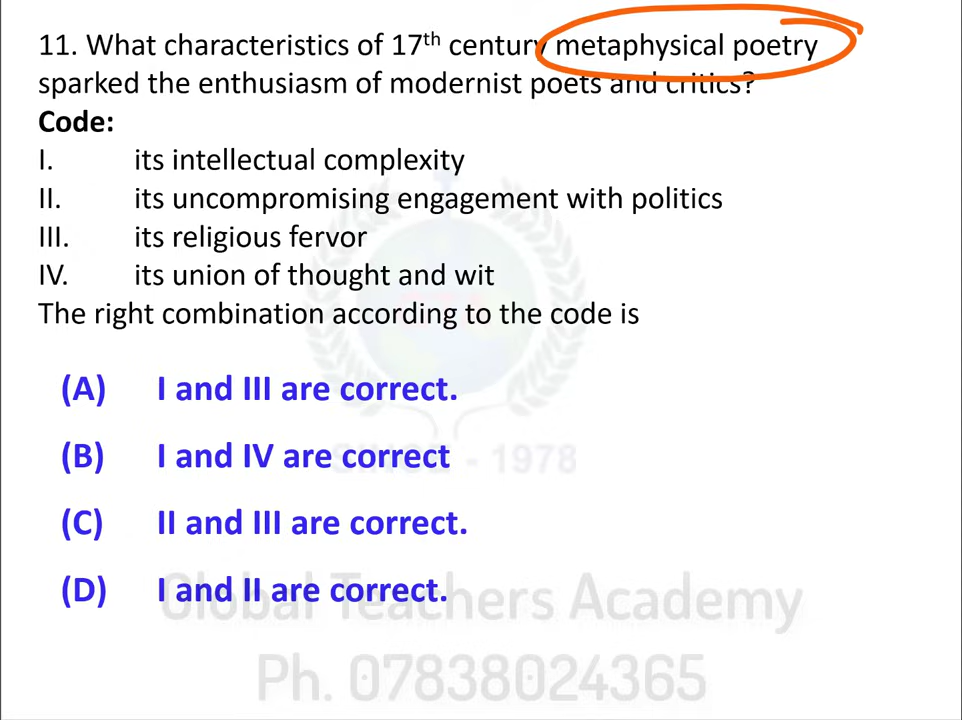 11. What characteristics of 17th century metaphysical poetry
sparked the enthusiasm of modernist poets and critics?
Code:
I. its intellectual complexity
II. its uncompromising engagement with politics
III. its religious fervor
IV. its union of thought and wit
The right combination according to the code is
(A) I and III are correct.
(B) I and IV are correct
SINCE - 1978
(C) II and III are correct.
(D) I and II are correct.
Global Teachers Academy
Ph. 07838024365